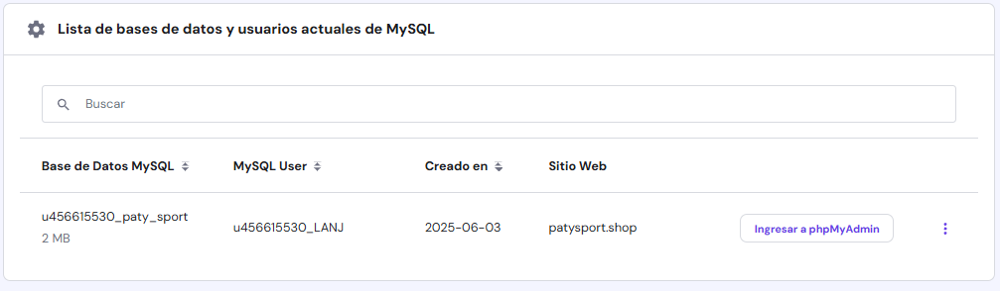 Lista de bases de datos y usuarios actuales de MySQL
Buscar
Base de Datos MySQL MySQL User Creado en Sitio Web
u456615530_paty_sport
2 MB
u456615530_LANJ 2025-06-03 patysport.shop Ingresar a phpMyAdmin